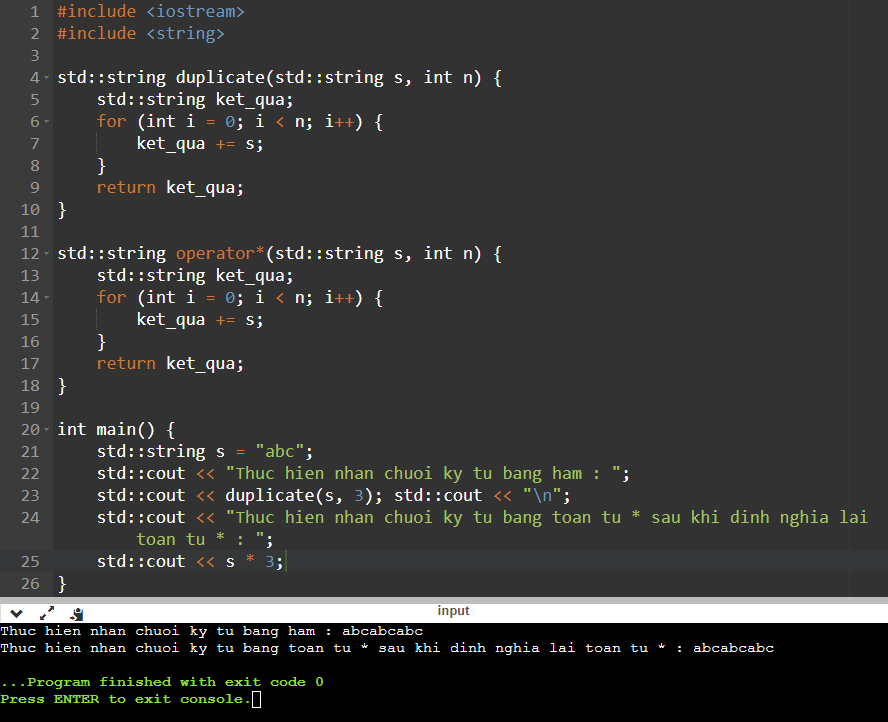 1 #include <iostream>
2 #include <string>
3
4 std::string duplicate(std::string s, int n) {
5     std::string ket_qua;
6     for (int i = 0; i < n; i++) {
7         ket_qua += s;
8     }
9     return ket_qua;
10 }
11
12 std::string operator*(std::string s, int n) {
13     std::string ket_qua;
14     for (int i = 0; i < n; i++) {
15         ket_qua += s;
16     }
17     return ket_qua;
18 }
19
20 int main() {
21     std::string s = "abc";
22     std::cout << "Thuc hien nhan chuoi ky tu bang ham : ";
23     std::cout << duplicate(s, 3); std::cout << "\n";
24     std::cout << "Thuc hien nhan chuoi ky tu bang toan tu * sau khi dinh nghia lai
        toan tu * : ";
25     std::cout << s * 3;
26 }
input
Thuc hien nhan chuoi ky tu bang ham : abcabcabc
Thuc hien nhan chuoi ky tu bang toan tu * sau khi dinh nghia lai toan tu * : abcabcabc
...Program finished with exit code 0
Press ENTER to exit console.